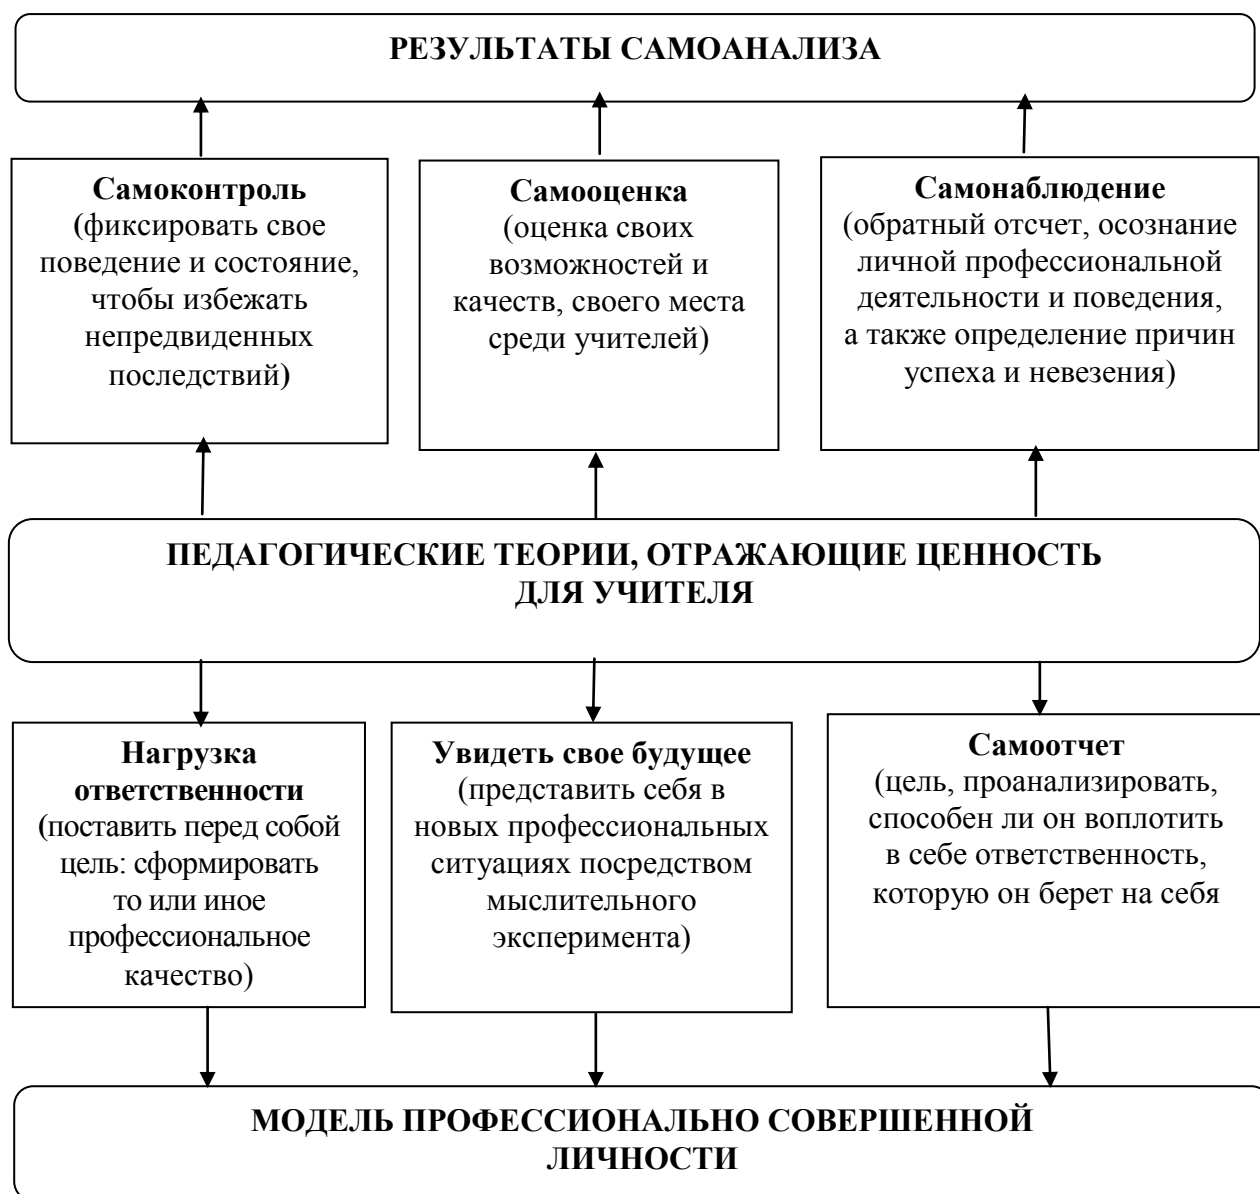 РЕЗУЛЬТАТЫ САМОАНАЛИЗА
Самоконтроль
(фиксировать свое
поведение и состояние,
чтобы избежать
непредвиденных
последствий)
Самооценка
(оценка своих
возможностей и
качеств, своего места
среди учителей)
Самонаблюдение
(обратный отсчет, осознание
личной профессиональной
деятельности и поведения,
а также определение причин
успеха и невезения)
ПЕДАГОГИЧЕСКИЕ ТЕОРИИ, ОТРАЖАЮЩИЕ ЦЕННОСТЬ
ДЛЯ УЧИТЕЛЯ
Нагрузка
ответственности
(поставить перед собой
цель: сформировать
то или иное
профессиональное
качество)
Увидеть свое будущее
(представить себя в
новых профессиональных
ситуациях посредством
мыслительного
эксперимента)
Самоотчет
(цель, проанализировать,
способен ли он воплотить
в себе ответственность,
которую он берет на себя
МОДЕЛЬ ПРОФЕССИОНАЛЬНО СОВЕРШЕННОЙ
ЛИЧНОСТИ